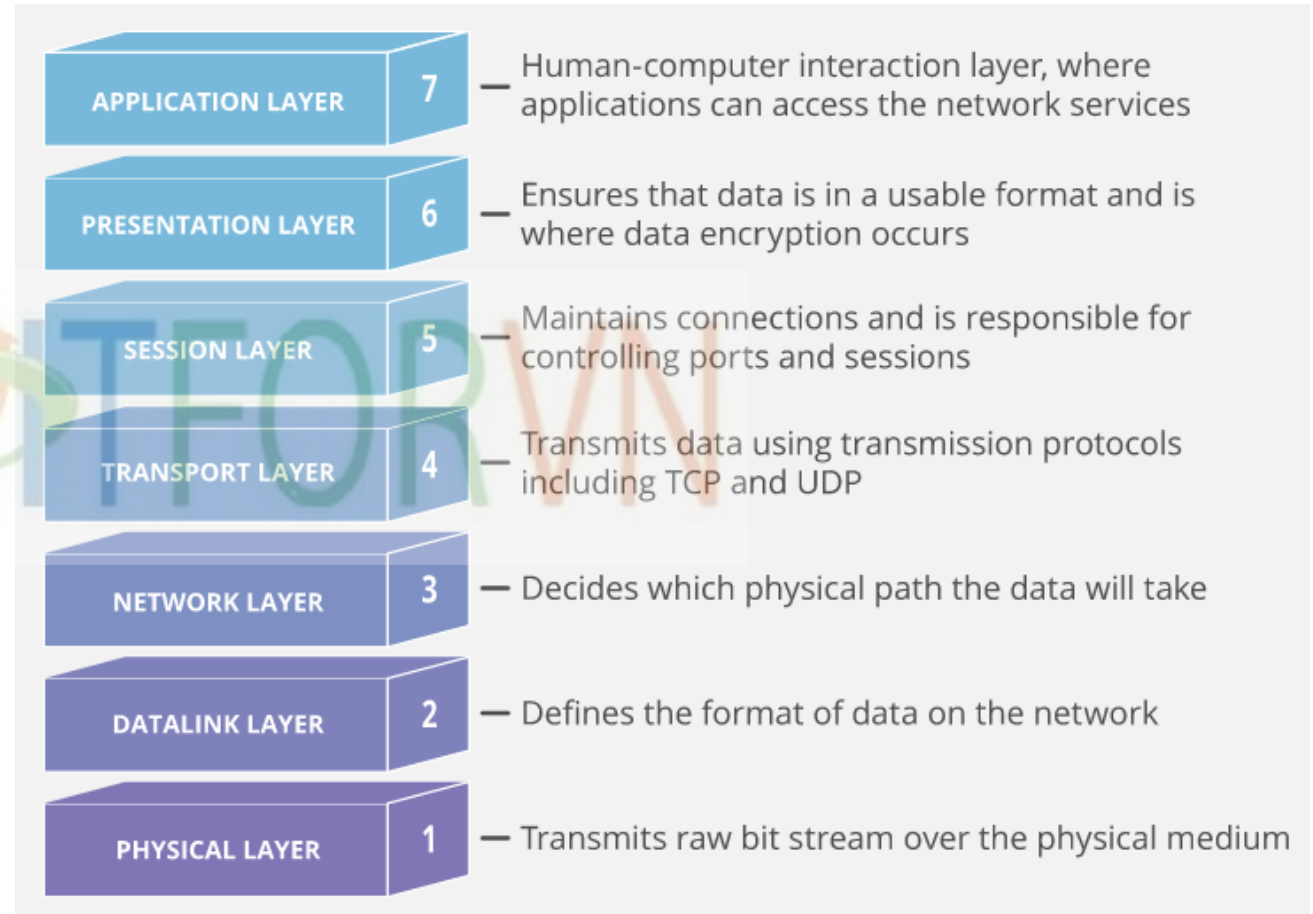 APPLICATION LAYER
7
— Human-computer interaction layer, where
applications can access the network services
PRESENTATION LAYER
6
— Ensures that data is in a usable format and is
where data encryption occurs
SESSION LAYER
5
— Maintains connections and is responsible for
controlling ports and sessions
TRANSPORT LAYER
4
— Transmits data using transmission protocols
including TCP and UDP
ITFORVN
NETWORK LAYER
3
— Decides which physical path the data will take
DATALINK LAYER
2
— Defines the format of data on the network
PHYSICAL LAYER
1
— Transmits raw bit stream over the physical medium